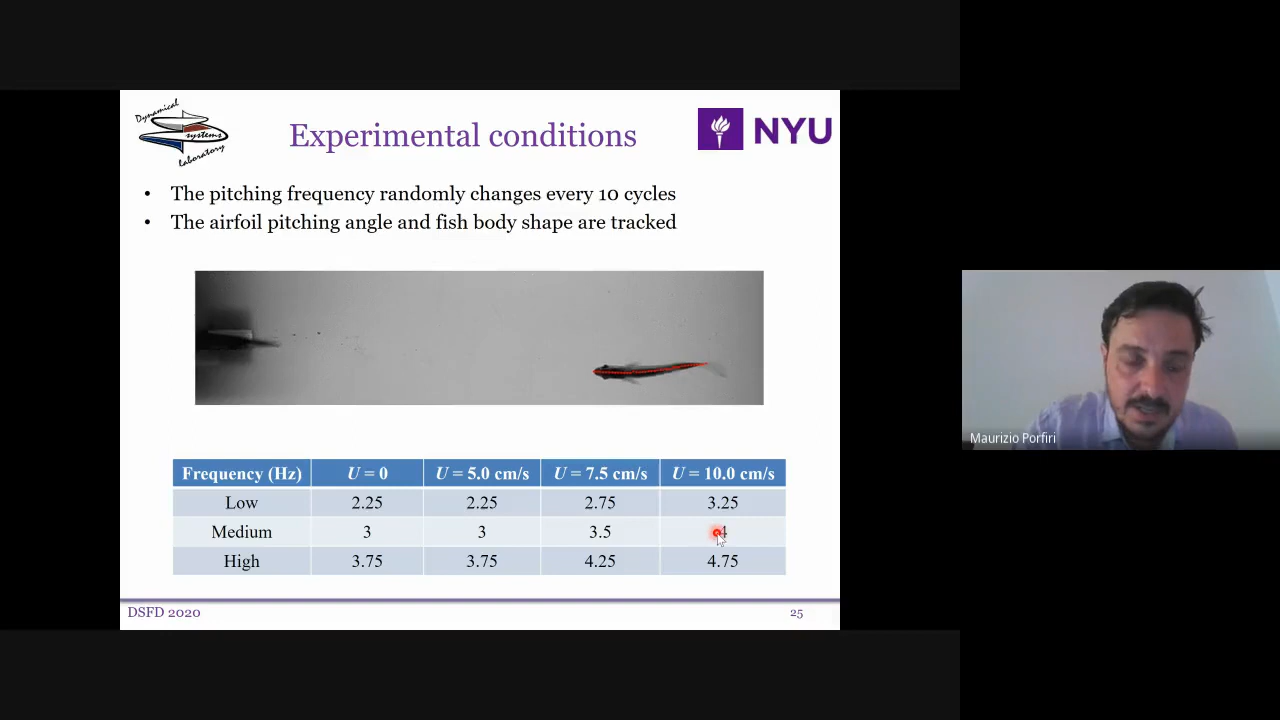 Dynamical
systems
Laboratory
Experimental conditions
NYU
• The pitching frequency randomly changes every 10 cycles
• The airfoil pitching angle and fish body shape are tracked
Frequency (Hz) U = 0 U = 5.0 cm/s U = 7.5 cm/s U = 10.0 cm/s
Low 2.25 2.25 2.75 3.25
Medium 3 3 3.5 4
High 3.75 3.75 4.25 4.75
DSFD 2020
25
Maurizio Porfiri